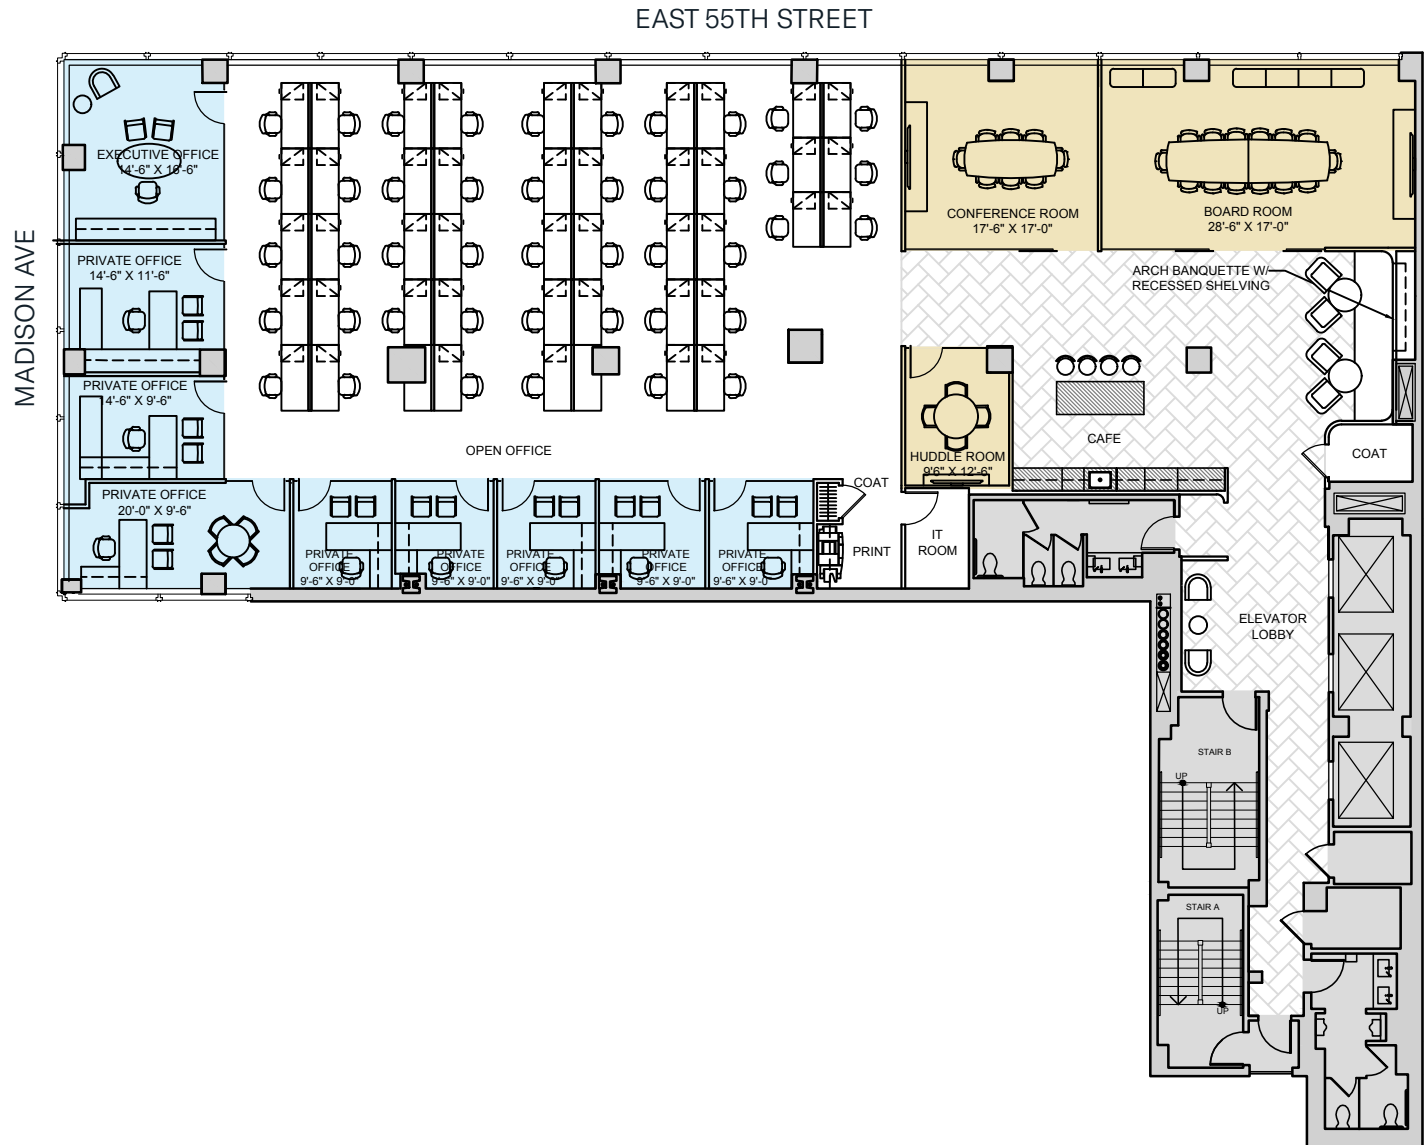 EAST 55TH STREET
MADISON AVE
EXECUTIVE OFFICE
14'-6" X 16'-6"
CONFERENCE ROOM
17'-6" X 17'-0"
BOARD ROOM
28'-6" X 17'-0"
PRIVATE OFFICE
14'-6" X 11'-6"
ARCH BANQUETTE W/
RECESSED SHELVING
PRIVATE OFFICE
14'-6" X 9'-6"
OPEN OFFICE
CAFE
HUDDLE ROOM
9'6" X 12'-6"
COAT
COAT
PRIVATE OFFICE
20'-0" X 9'-6"
PRINT
IT
ROOM
PRIVATE
OFFICE
9'-6" X 9'-0"
PRIVATE
OFFICE
9'-6" X 9'-0"
PRIVATE
OFFICE
9'-6" X 9'-0"
PRIVATE
OFFICE
9'-6" X 9'-0"
PRIVATE
OFFICE
9'-6" X 9'-0"
ELEVATOR
LOBBY
STAIR B
UP
STAIR A
UP